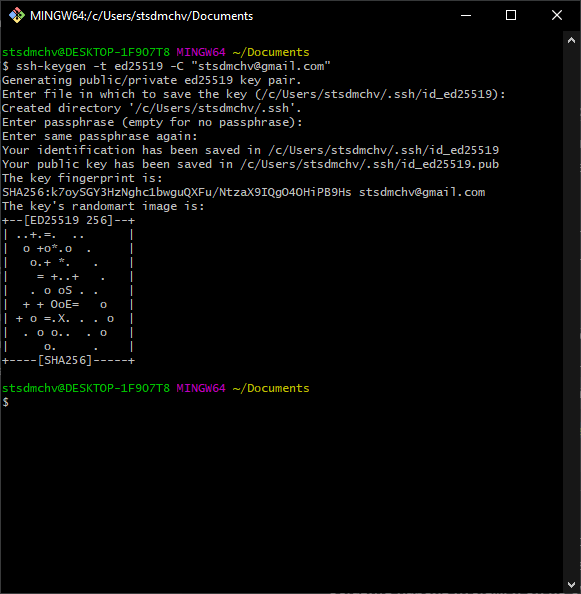 MINGW64:/c/Users/stsdmchv/Documents
stsdmchv@DESKTOP-1F9O7T8 MINGW64 ~/Documents
$ ssh-keygen -t ed25519 -C "stsdmchv@gmail.com"
Generating public/private ed25519 key pair.
Enter file in which to save the key (/c/Users/stsdmchv/.ssh/id_ed25519):
Created directory '/c/Users/stsdmchv/.ssh'.
Enter passphrase (empty for no passphrase):
Enter same passphrase again:
Your identification has been saved in /c/Users/stsdmchv/.ssh/id_ed25519
Your public key has been saved in /c/Users/stsdmchv/.ssh/id_ed25519.pub
The key fingerprint is:
SHA256:k7oySGY3HzNghc1bwguQXFu/NtzaX9IQgO4OHiPB9Hs stsdmchv@gmail.com
The key's randomart image is:
+--[ED25519 256]--+
| ..+.=.  ..      |
|  o +o*.o  .     |
|   o.+ *.   .    |
|    = +..+   .   |
|   . o oS . .    |
|  + + OoE=   o   |
| + o =.X. . . o  |
|  . o o..  . o   |
|     o.     .    |
+----[SHA256]-----+
stsdmchv@DESKTOP-1F9O7T8 MINGW64 ~/Documents
$